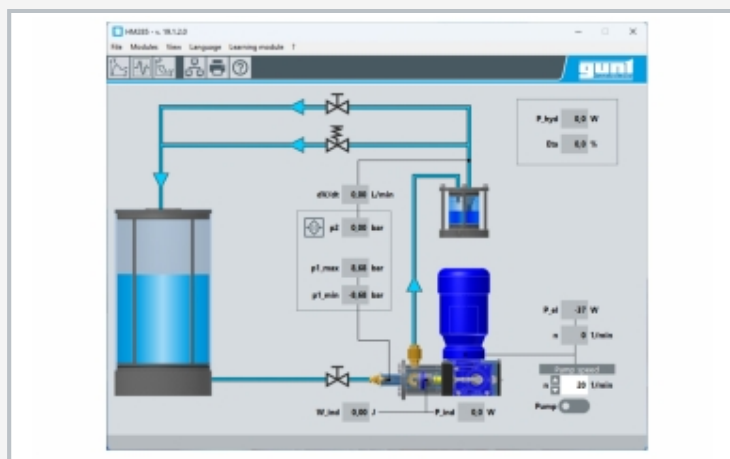 HM285 - v. 19.1.2.0
File Modules View Language Learning module ?
gunt
P_hyd 0,0 W
Eta 0,0 %
dV/dt 0,00 L/min
p2 0,00 bar
p1_max 0,60 bar
p1_min -0,60 bar
P_el -37 W
n 0 1/min
Pump speed
n 20 1/min
Pump
W_ind 0,00 J
P_ind 0,0 W